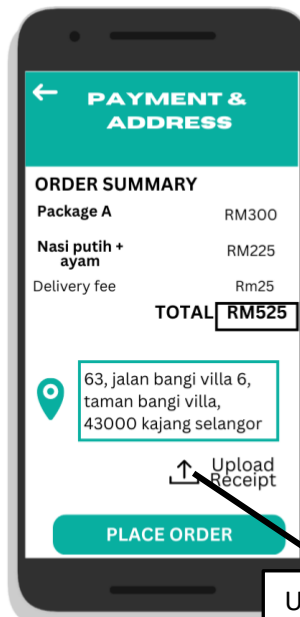 PAYMENT &
ADDRESS
ORDER SUMMARY
Package A RM300
Nasi putih + RM225
ayam
Delivery fee Rm25
TOTAL RM525
63, jalan bangi villa 6,
taman bangi villa,
43000 kajang selangor
Upload
Receipt
PLACE ORDER